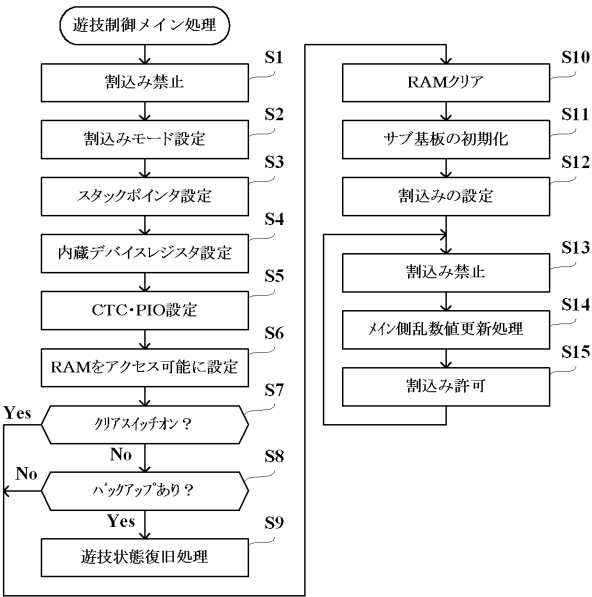 遊技制御メイン処理
S1
割込み禁止
S2
割込みモード設定
S3
スタックポインタ設定
S4
内蔵デバイスレジスタ設定
S5
CTC・PIO設定
S6
RAMをアクセス可能に設定
S7
クリアスイッチオン？
Yes
No
S8
バックアップあり？
No
Yes
S9
遊技状態復旧処理
S10
RAMクリア
S11
サブ基板の初期化
S12
割込みの設定
S13
割込み禁止
S14
メイン側乱数値更新処理
S15
割込み許可